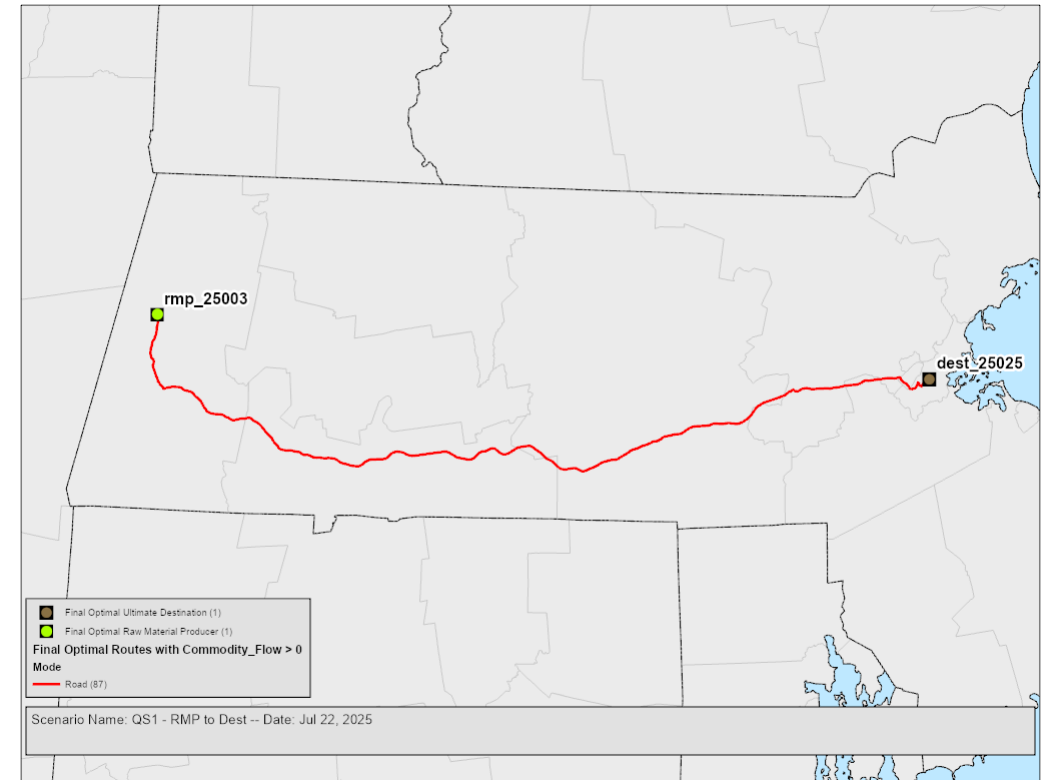 rmp_25003
dest_25025
Final Optimal Ultimate Destination (1)
Final Optimal Raw Material Producer (1)
Final Optimal Routes with Commodity_Flow > 0
Mode
Road (87)
Scenario Name: QS1 - RMP to Dest -- Date: Jul 22, 2025